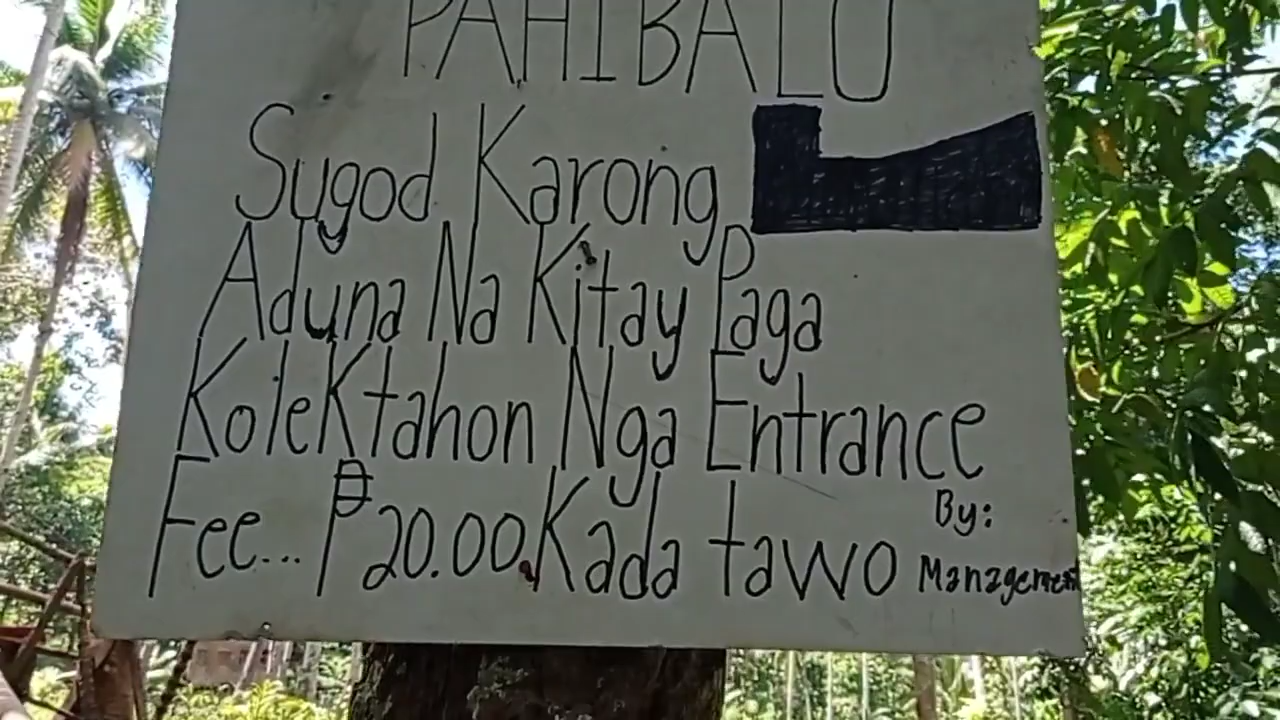 PAHIBALO
Sugod Karong
Aduna Na Kitay Paga
Kolektahon Nga Entrance
Fee... ₱20.00 Kada tawo
By:
Management